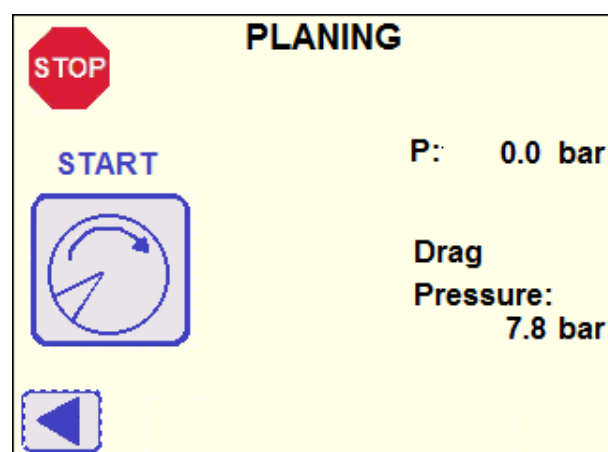 PLANING
STOP
START
P: 0.0 bar
Drag
Pressure:
7.8 bar